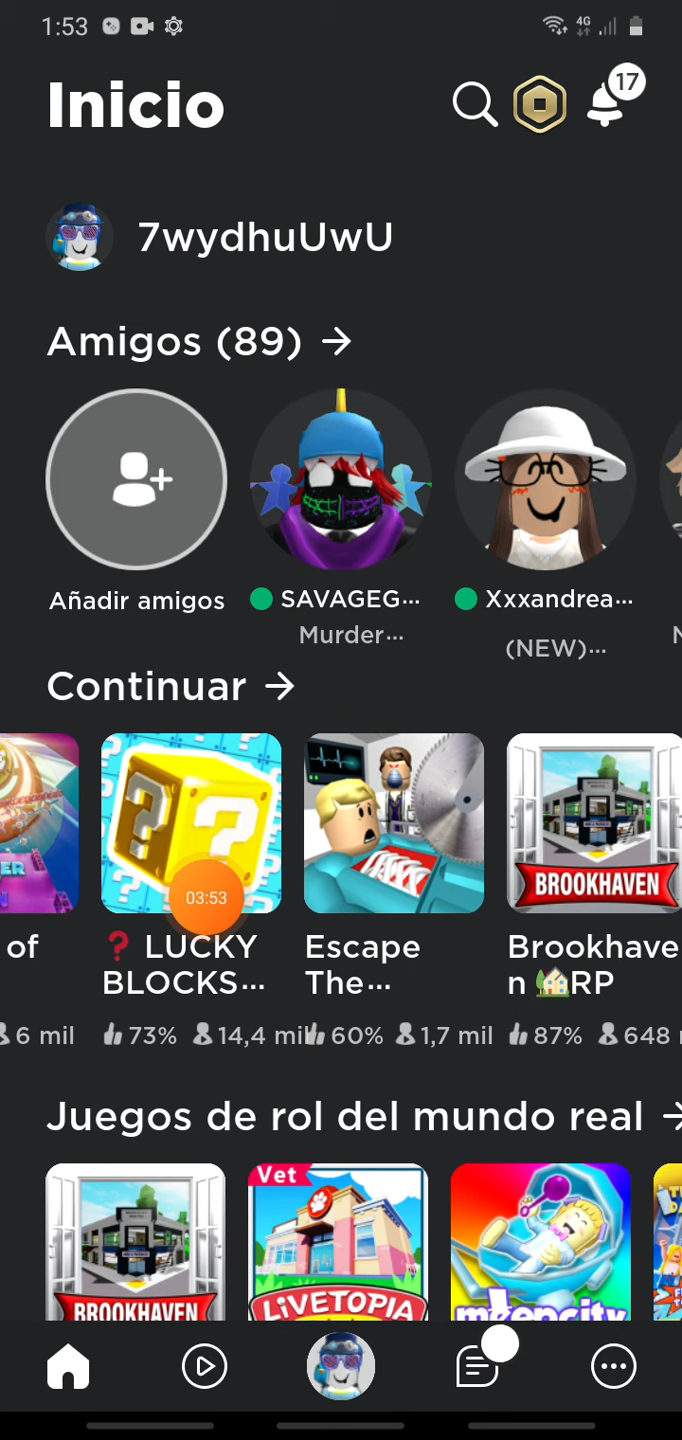 1:53
4G
Inicio
17
7wydhuUwU
Amigos (89) →
Añadir amigos
SAVAGEG...
Xxxandrea...
Murder...
(NEW)...
Continuar →
BROOKHAVEN
03:53
of
❓ LUCKY
BLOCKS...
Escape
The...
Brookhave
n 🏡RP
6 mil
73%
14,4 mil
60%
1,7 mil
87%
648
Juegos de rol del mundo real →
Vet
BROOKHAVEN
LiVETOPIA